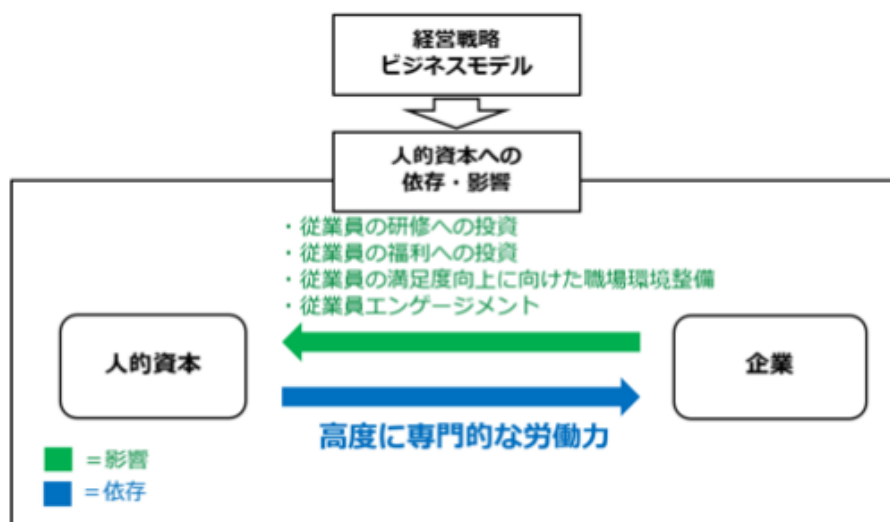 経営戦略
ビジネスモデル
人的資本への
依存・影響
・従業員の研修への投資
・従業員の福利への投資
・従業員の満足度向上に向けた職場環境整備
・従業員エンゲージメント
人的資本
企業
高度に専門的な労働力
＝影響
＝依存